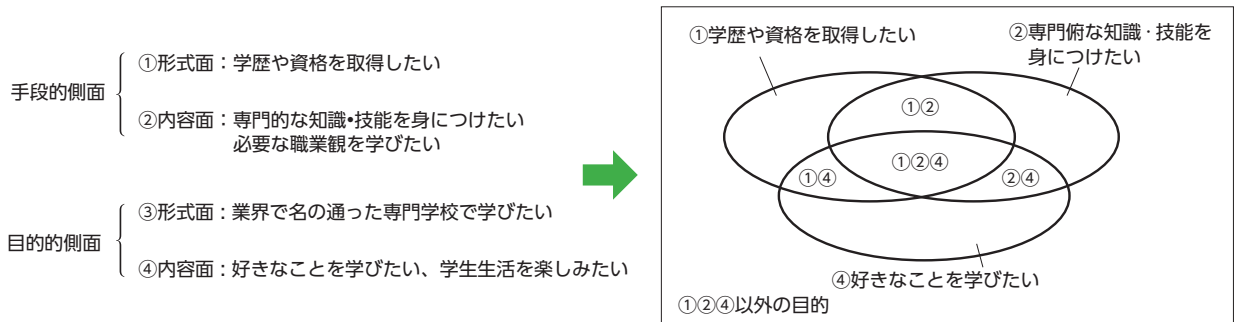 手段的側面
①形式面：学歴や資格を取得したい
②内容面：専門的な知識•技能を身につけたい
必要な職業観を学びたい
目的的側面
③形式面：業界で名の通った専門学校で学びたい
④内容面：好きなことを学びたい、学生生活を楽しみたい
①学歴や資格を取得したい
②専門俯な知識・技能を
身につけたい
①②
①②④
①④
②④
④好きなことを学びたい
①②④以外の目的